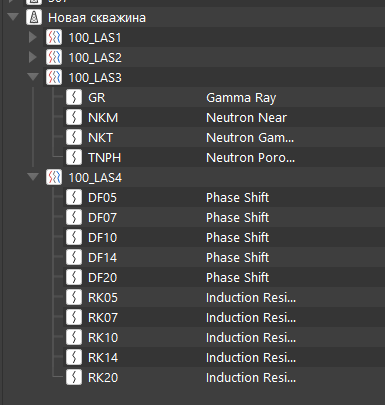 Новая скважина
100_LAS1
100_LAS2
100_LAS3
GR Gamma Ray
NKM Neutron Near
NKT Neutron Gam...
TNPH Neutron Poro...
100_LAS4
DF05 Phase Shift
DF07 Phase Shift
DF10 Phase Shift
DF14 Phase Shift
DF20 Phase Shift
RK05 Induction Resi...
RK07 Induction Resi...
RK10 Induction Resi...
RK14 Induction Resi...
RK20 Induction Resi...